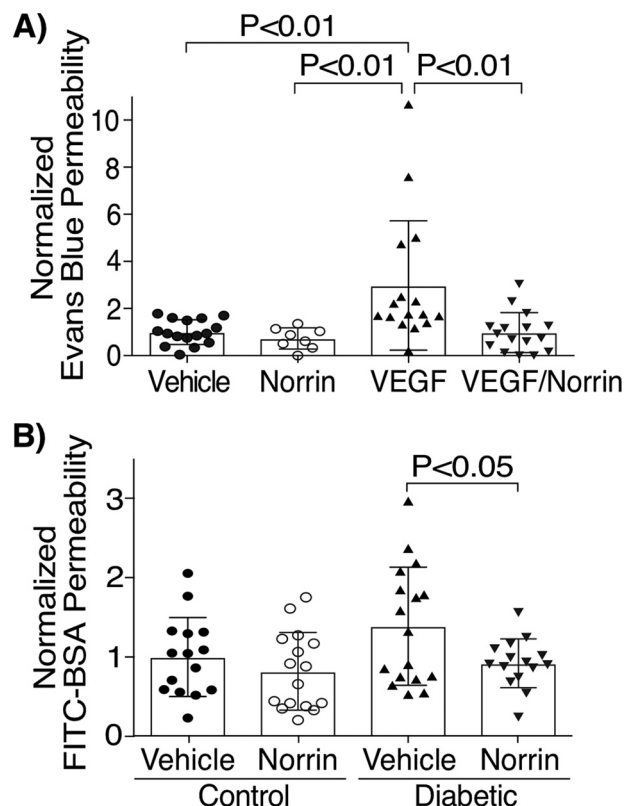 A)
P<0.01
P<0.01 P<0.01
Normalized
Evans Blue Permeability
10
8
6
4
2
0
Vehicle Norrin VEGF VEGF/Norrin
B)
P<0.05
Normalized
FITC-BSA Permeability
3
2
1
0
Vehicle Norrin Vehicle Norrin
Control Diabetic